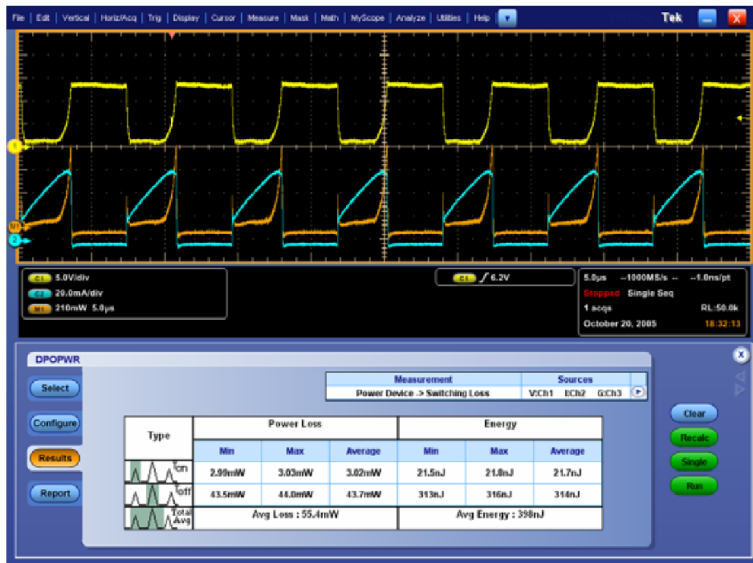 File | Edit | Vertical | Horiz/Acq | Trig | Display | Cursor | Measure | Mask | Math | MyScope | Analyze | Utilities | Help
Tek
X
1
M1
2
C1 5.0V/div
C2 20.0mA/div
M1 210mW 5.0µs
C1 ∫ 6.2V
5.0µs --1000MS/s -- --1.0ns/pt
Stopped Single Seq
1 acqs RL:50.0k
October 20, 2005 18:32:13
DPOPWR
X
Select
Configure
Results
Report
Measurement Sources
Power Device -> Switching Loss V:Ch1 I:Ch2 G:Ch3
Type Power Loss Energy
Min Max Average Min Max Average
Ton 2.99mW 3.03mW 3.02mW 21.5nJ 21.8nJ 21.7nJ
Toff 43.5mW 44.0mW 43.7mW 313nJ 316nJ 314nJ
Total Avg Avg Loss : 55.4mW Avg Energy : 398nJ
Clear
Recalc
Single
Run